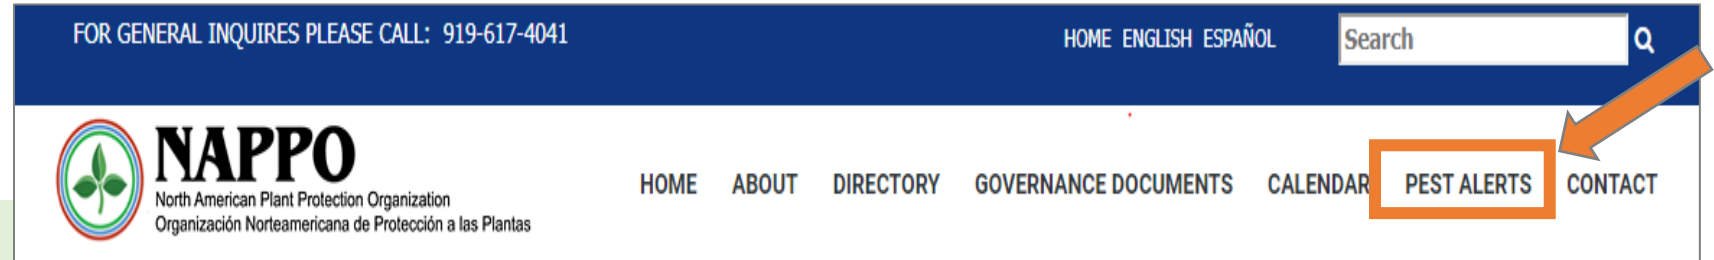 FOR GENERAL INQUIRES PLEASE CALL: 919-617-4041
HOME ENGLISH ESPAÑOL
Search
NAPPO
North American Plant Protection Organization
Organización Norteamericana de Protección a las Plantas
HOME ABOUT DIRECTORY GOVERNANCE DOCUMENTS CALENDAR PEST ALERTS CONTACT